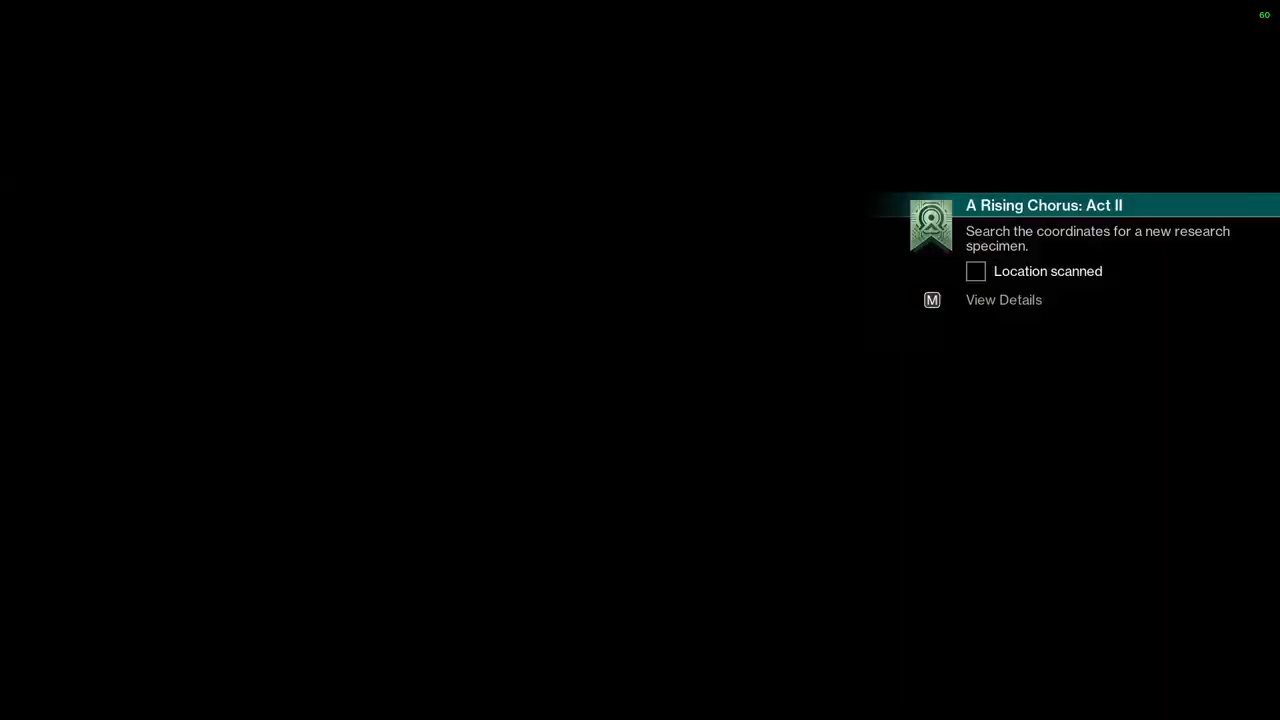 60
A Rising Chorus: Act II
Search the coordinates for a new research
specimen.
Location scanned
M View Details